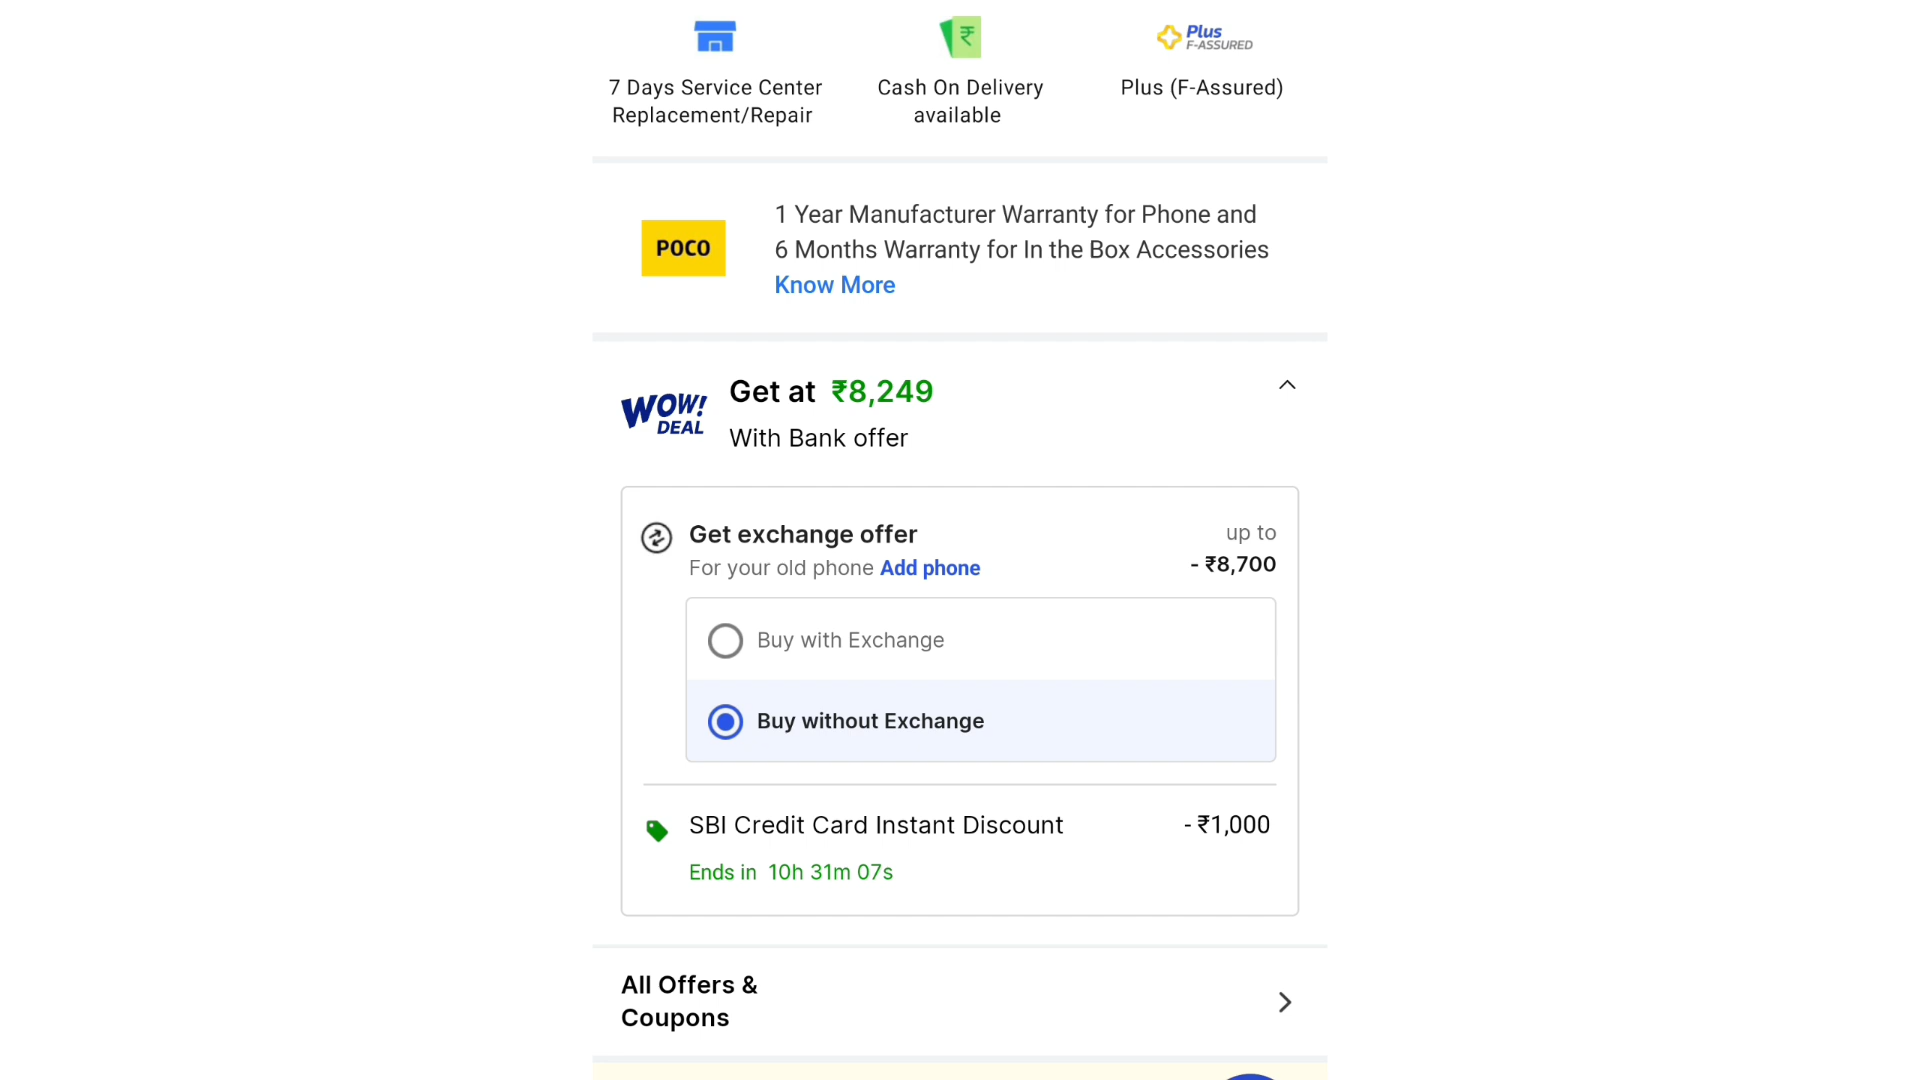 Plus
F-ASSURED
7 Days Service Center
Replacement/Repair
Cash On Delivery
available
Plus (F-Assured)
POCO
1 Year Manufacturer Warranty for Phone and
6 Months Warranty for In the Box Accessories
Know More
WOW!
DEAL
Get at ₹8,249
With Bank offer
Get exchange offer
up to
For your old phone Add phone
- ₹8,700
Buy with Exchange
Buy without Exchange
SBI Credit Card Instant Discount - ₹1,000
Ends in 10h 31m 07s
All Offers &
Coupons